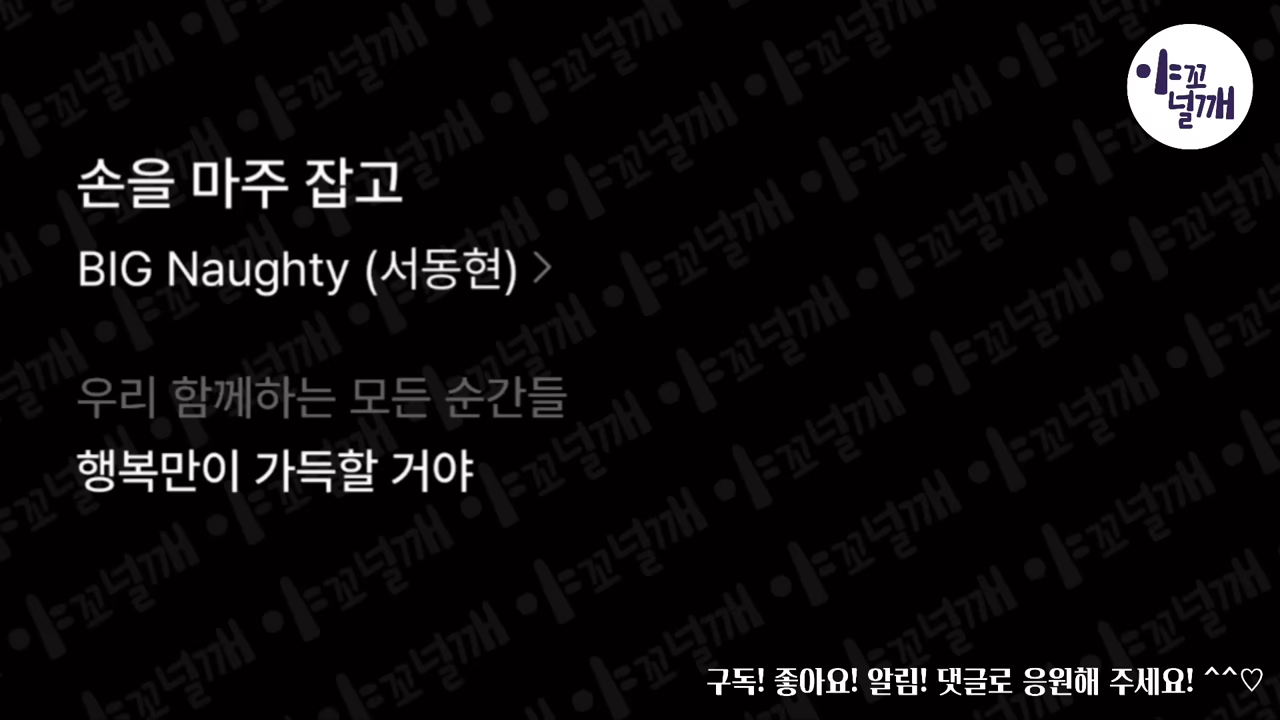 야꼬
널깨
손을 마주 잡고
BIG Naughty (서동현) >
우리 함께하는 모든 순간들
행복만이 가득할 거야
구독! 좋아요! 알림! 댓글로 응원해 주세요! ^^♡